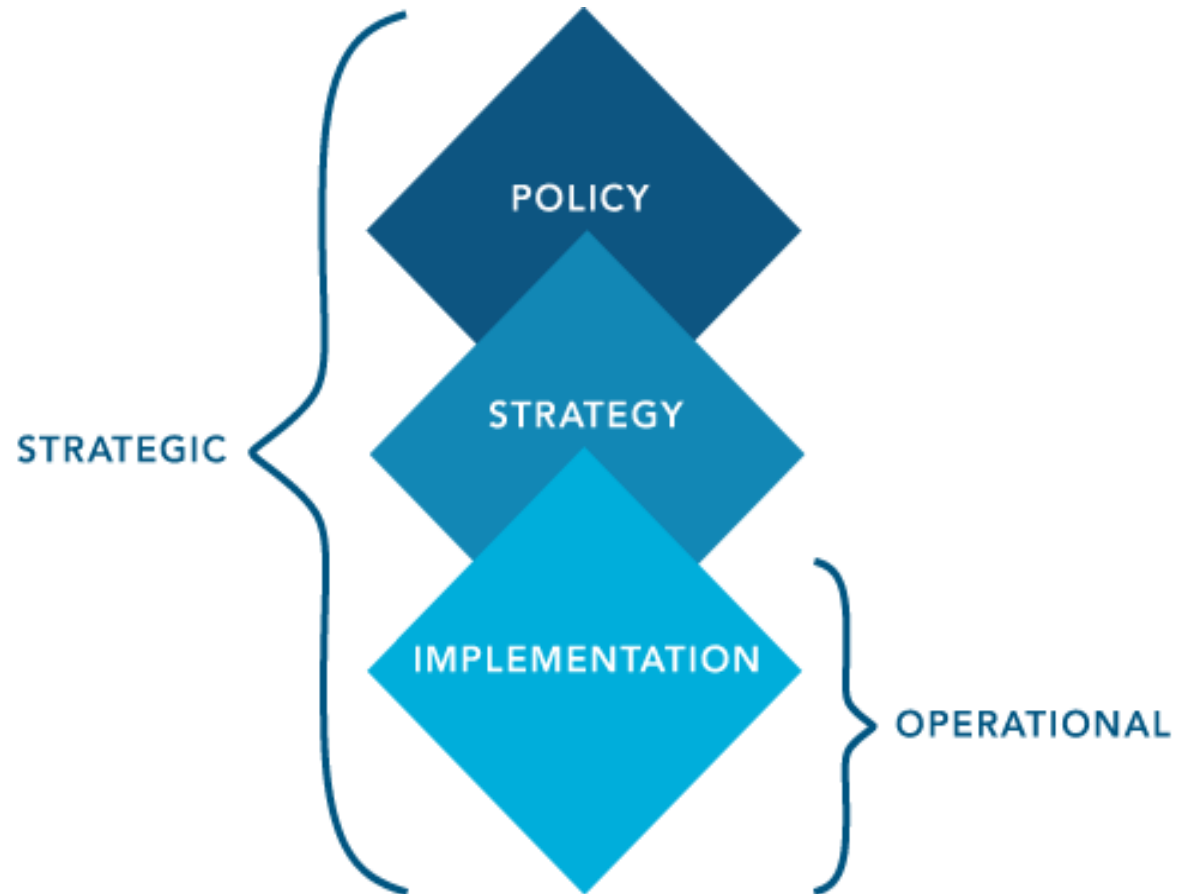 POLICY
STRATEGY
STRATEGIC
IMPLEMENTATION
OPERATIONAL